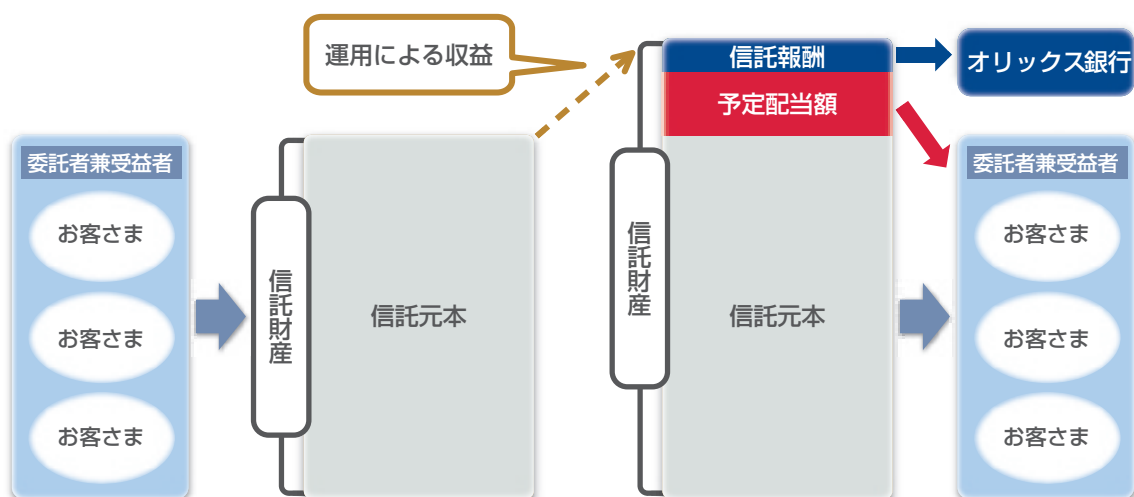 運用による収益
委託者兼受益者
お客さま
お客さま
お客さま
信託財産
信託元本
信託報酬
予定配当額
信託財産
信託元本
オリックス銀行
委託者兼受益者
お客さま
お客さま
お客さま